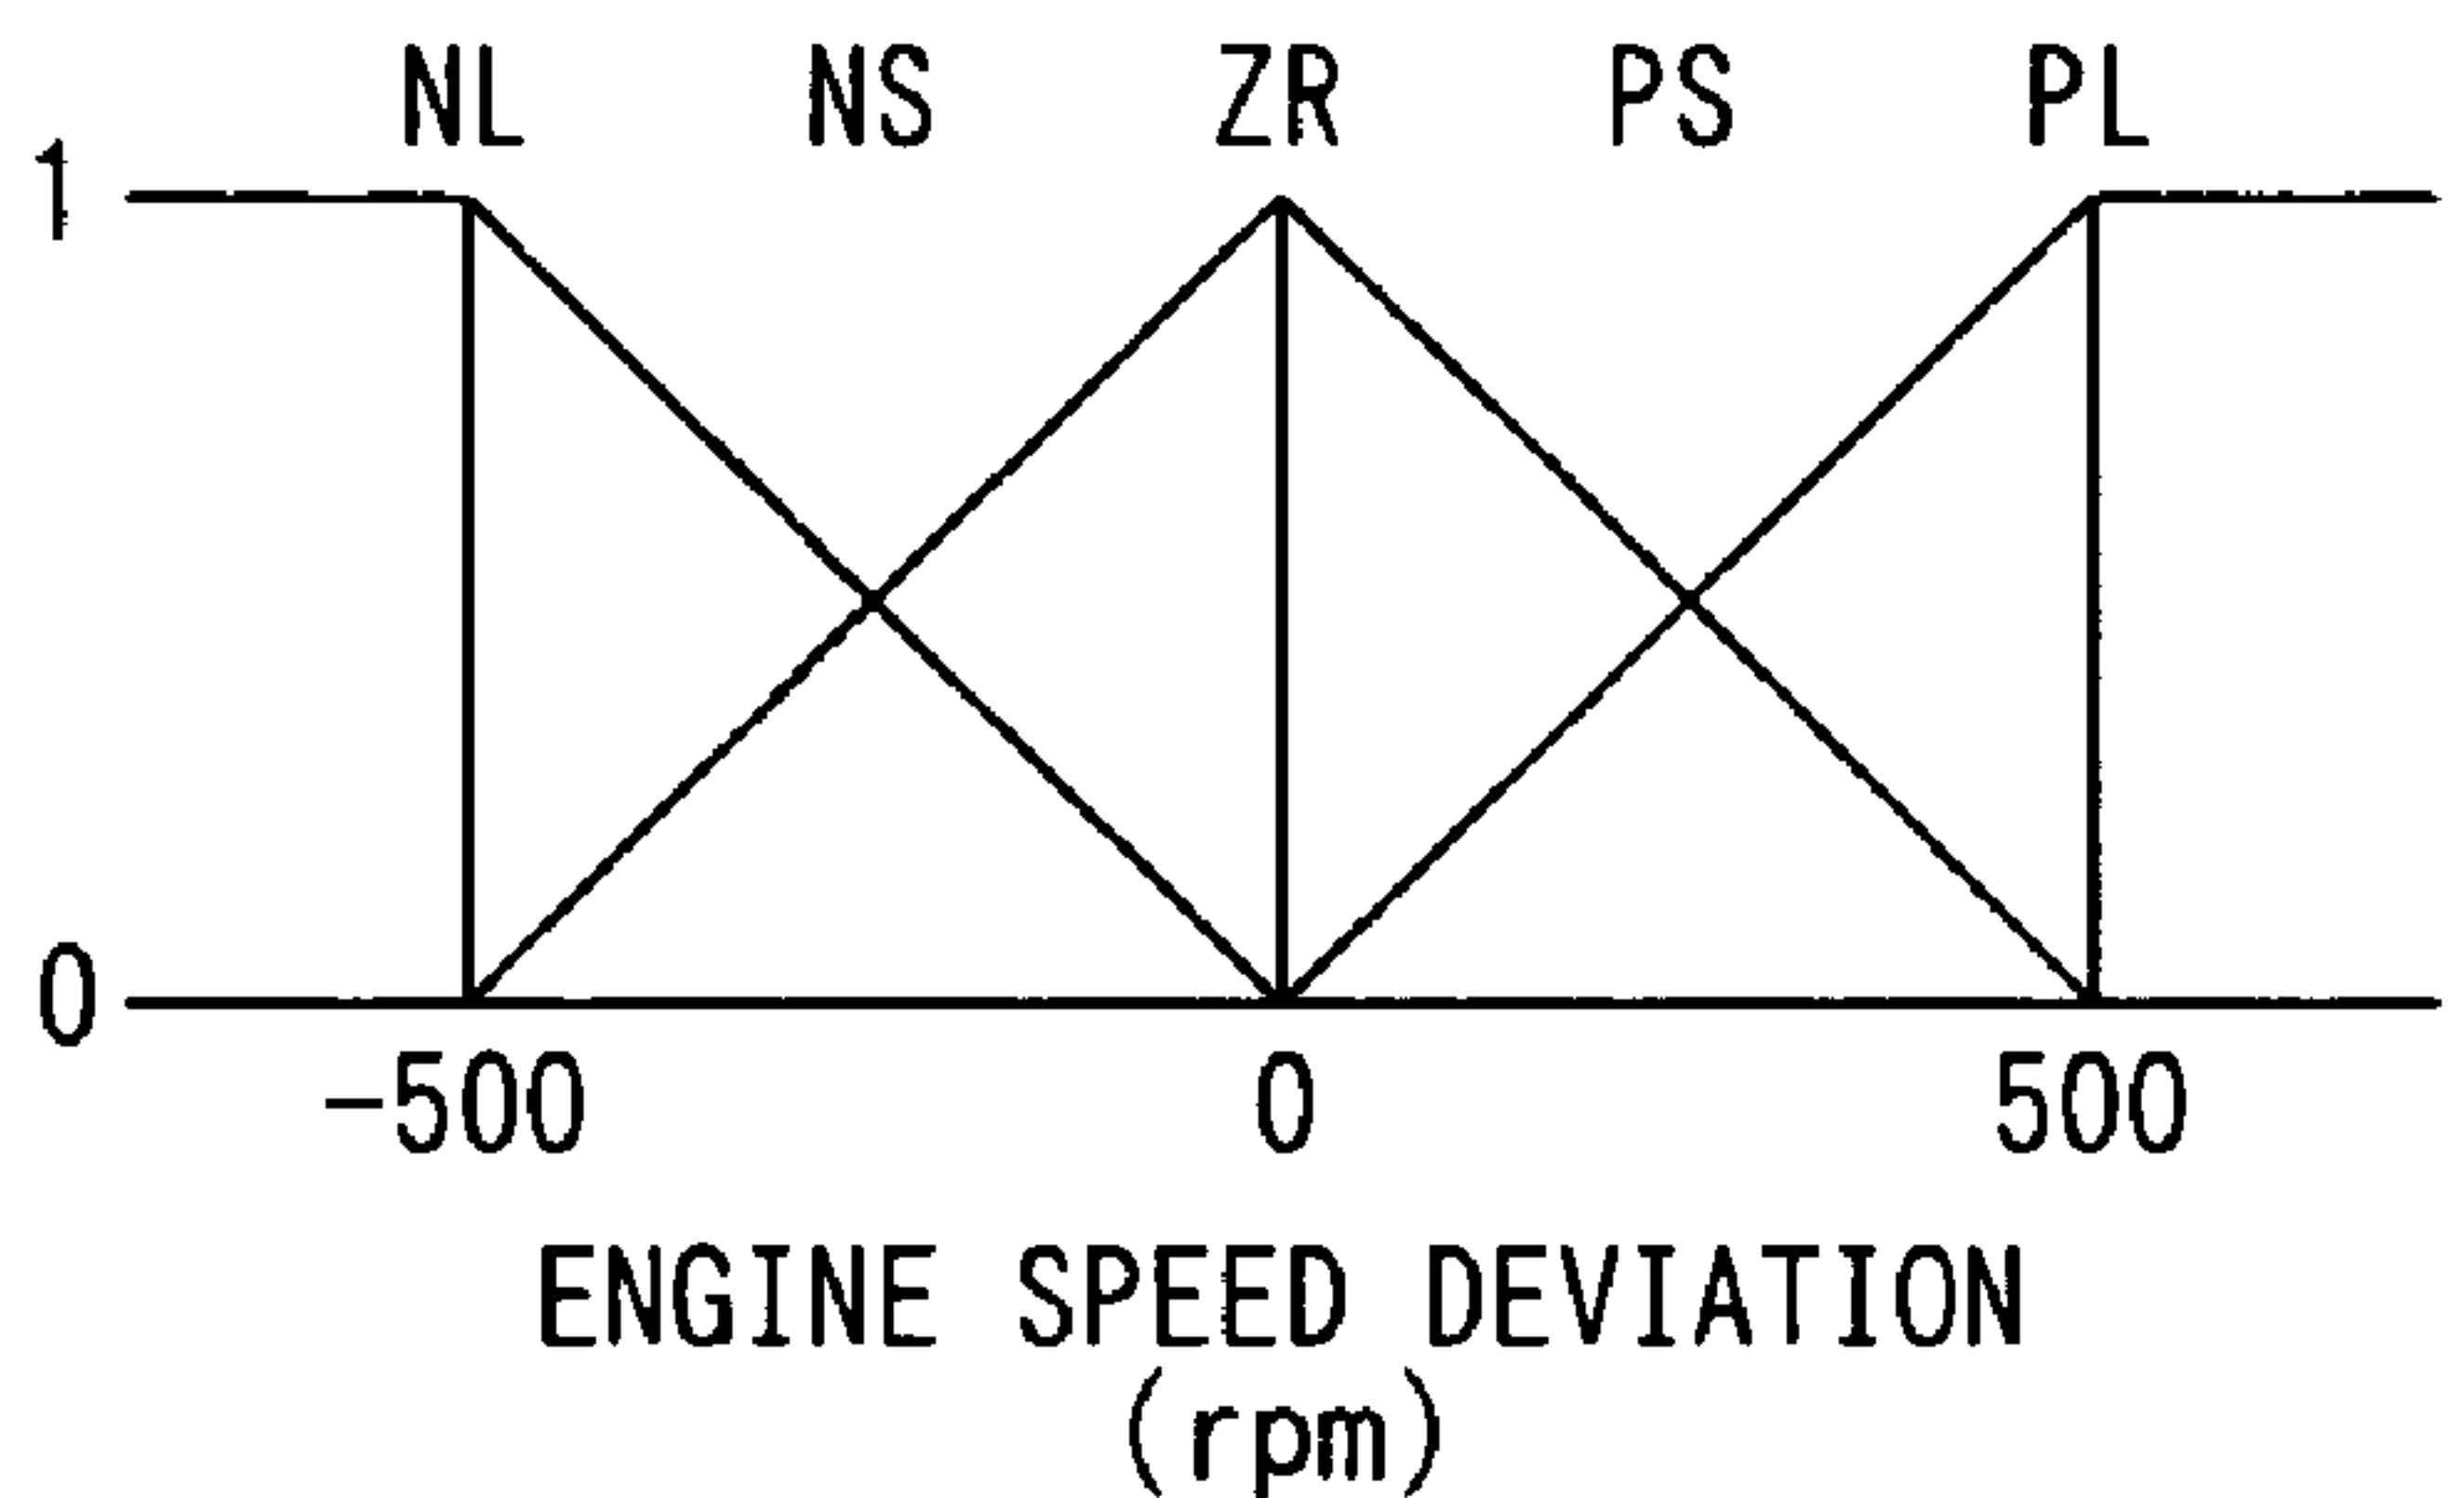 NL NS ZR PS PL
1
0
-500 0 500
ENGINE SPEED DEVIATION
(rpm)